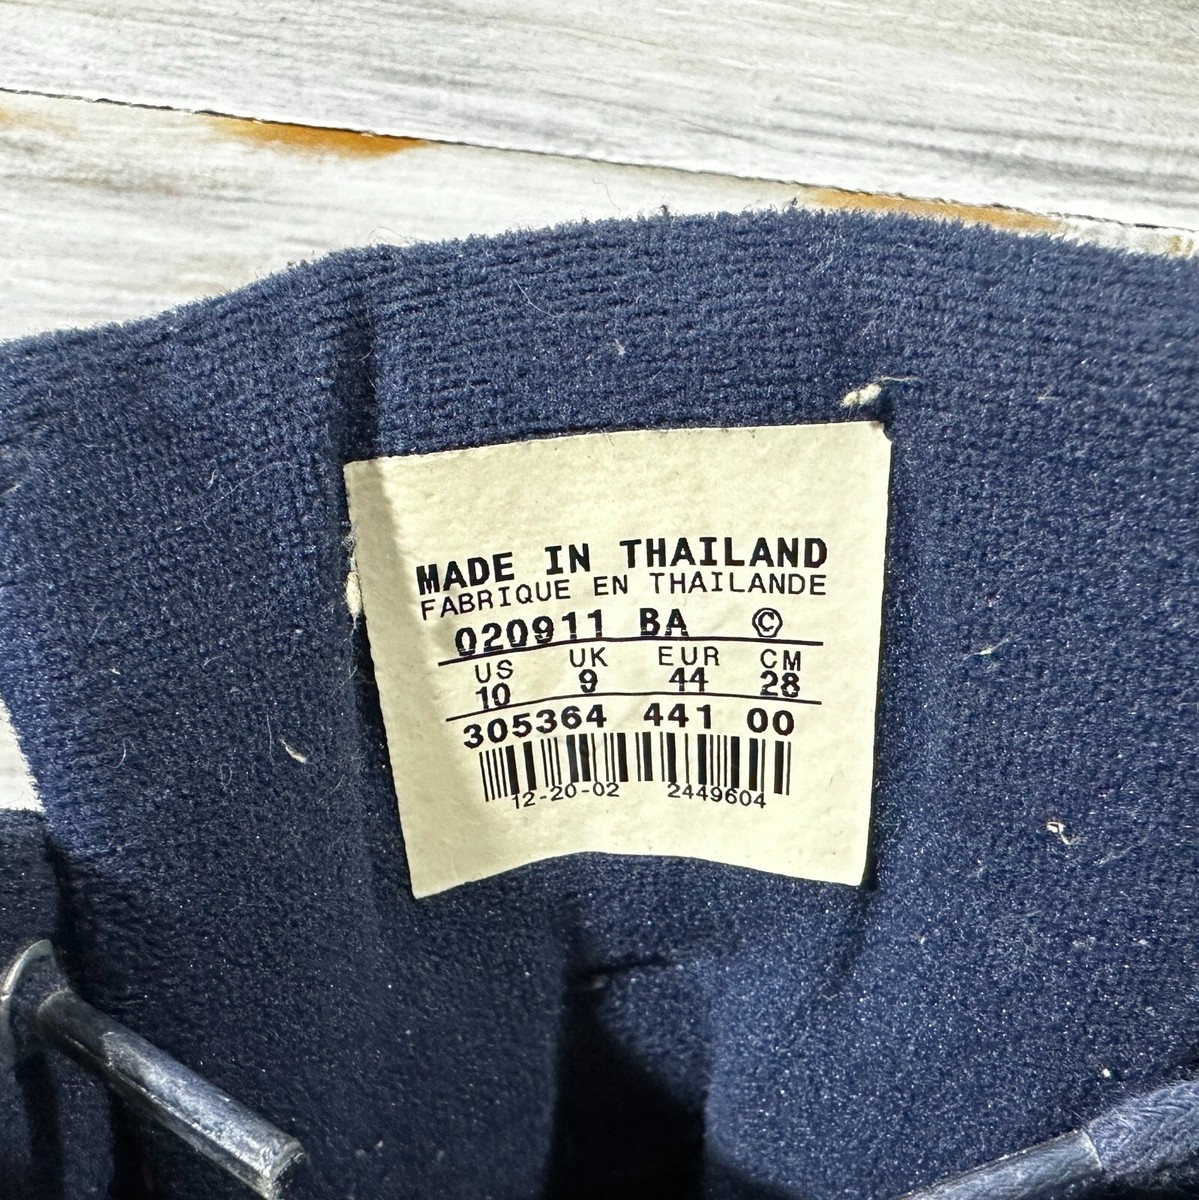 MADE IN THAILAND
FABRIQUE EN THAILANDE
020911 BA ©
US UK EUR CM
10 9 44 28
305364 441 00
12-20-02 2449604